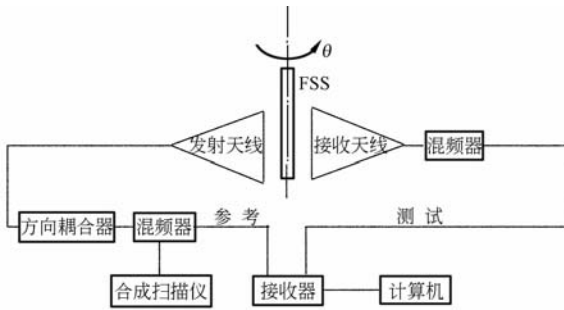 θ
FSS
发射天线
接收天线
混频器
方向耦合器
混频器
参考
测试
合成扫描仪
接收器
计算机